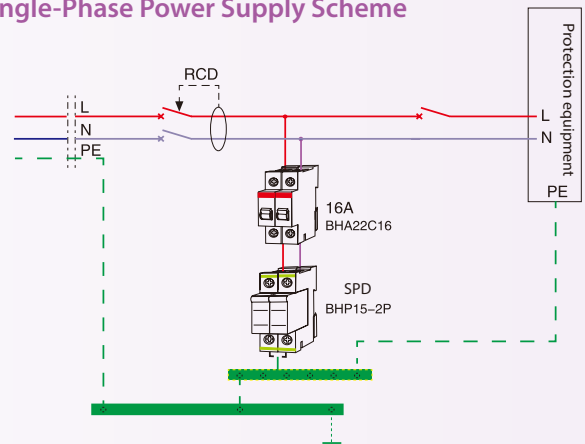 ngle-Phase Power Supply Scheme
RCD
L
N
PE
L
N
PE
Protection equipment
16A
BHA22C16
SPD
BHP15-2P